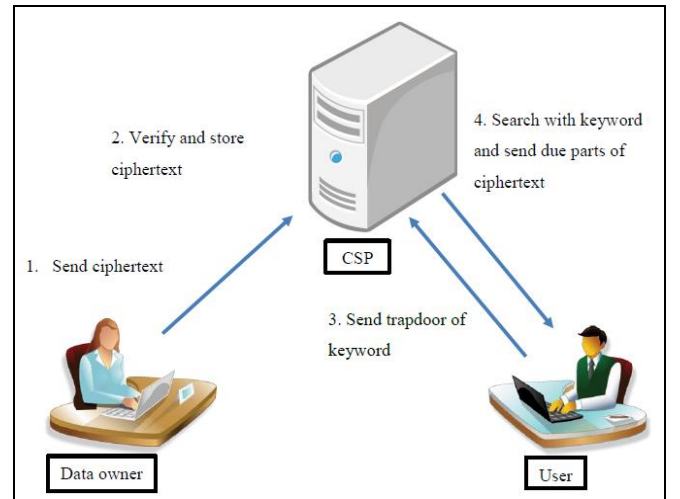 2. Verify and store
ciphertext
4. Search with keyword
and send due parts of
ciphertext
CSP
1. Send ciphertext
3. Send trapdoor of
keyword
Data owner
User